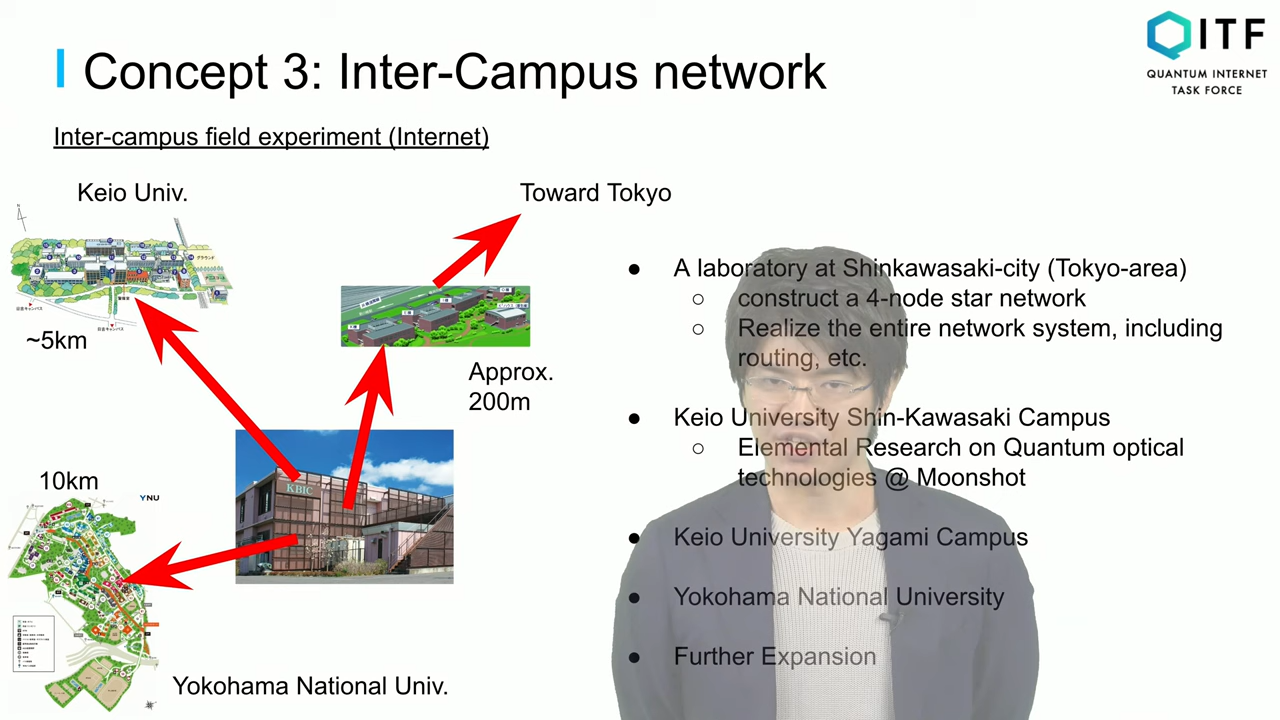 Concept 3: Inter-Campus network
QITF
QUANTUM INTERNET
TASK FORCE
Inter-campus field experiment (Internet)
Keio Univ.
Toward Tokyo
~5km
Approx.
200m
KBIC
10km
YNU
Yokohama National Univ.
● A laboratory at Shinkawasaki-city (Tokyo-area)
○ construct a 4-node star network
○ Realize the entire network system, including
routing, etc.
● Keio University Shin-Kawasaki Campus
○ Elemental Research on Quantum optical
technologies @ Moonshot
● Keio University Yagami Campus
● Yokohama National University
● Further Expansion